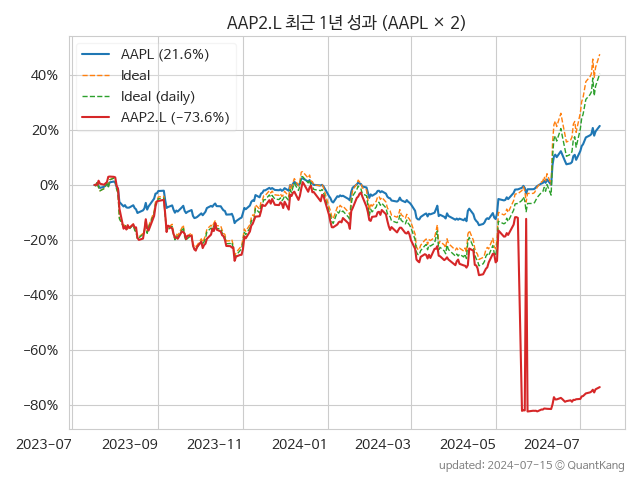 AAP2.L 최근 1년 성과 (AAPL × 2)
AAPL (21.6%)
Ideal
Ideal (daily)
AAP2.L (−73.6%)
40%
20%
0%
−20%
−40%
−60%
−80%
2023-07 2023-09 2023-11 2024-01 2024-03 2024-05 2024-07
updated: 2024-07-15 © QuantKang